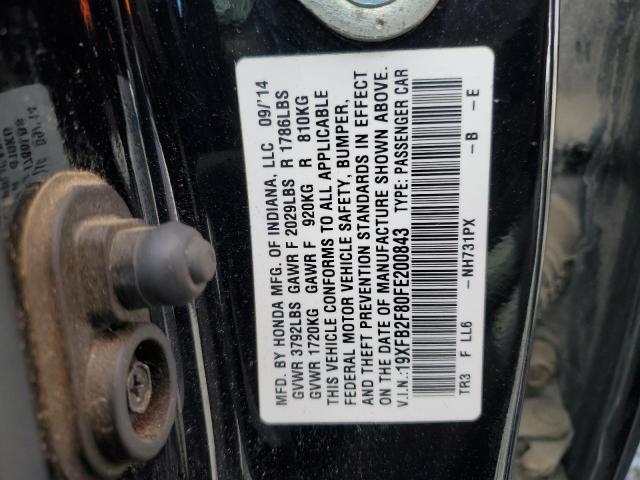 MFD. BY HONDA MFG. OF INDIANA, LLC 09/'14
GVWR 3792LBS GAWR F 2029LBS R 1786LBS
GVWR 1720KG GAWR F 920KG R 810KG
THIS VEHICLE CONFORMS TO ALL APPLICABLE
FEDERAL MOTOR VEHICLE SAFETY, BUMPER,
AND THEFT PREVENTION STANDARDS IN EFFECT
ON THE DATE OF MANUFACTURE SHOWN ABOVE.
V.I.N.:19XFB2F80FE200843 TYPE: PASSENGER CAR
TR3 F LL6 -NH731PX -B -E